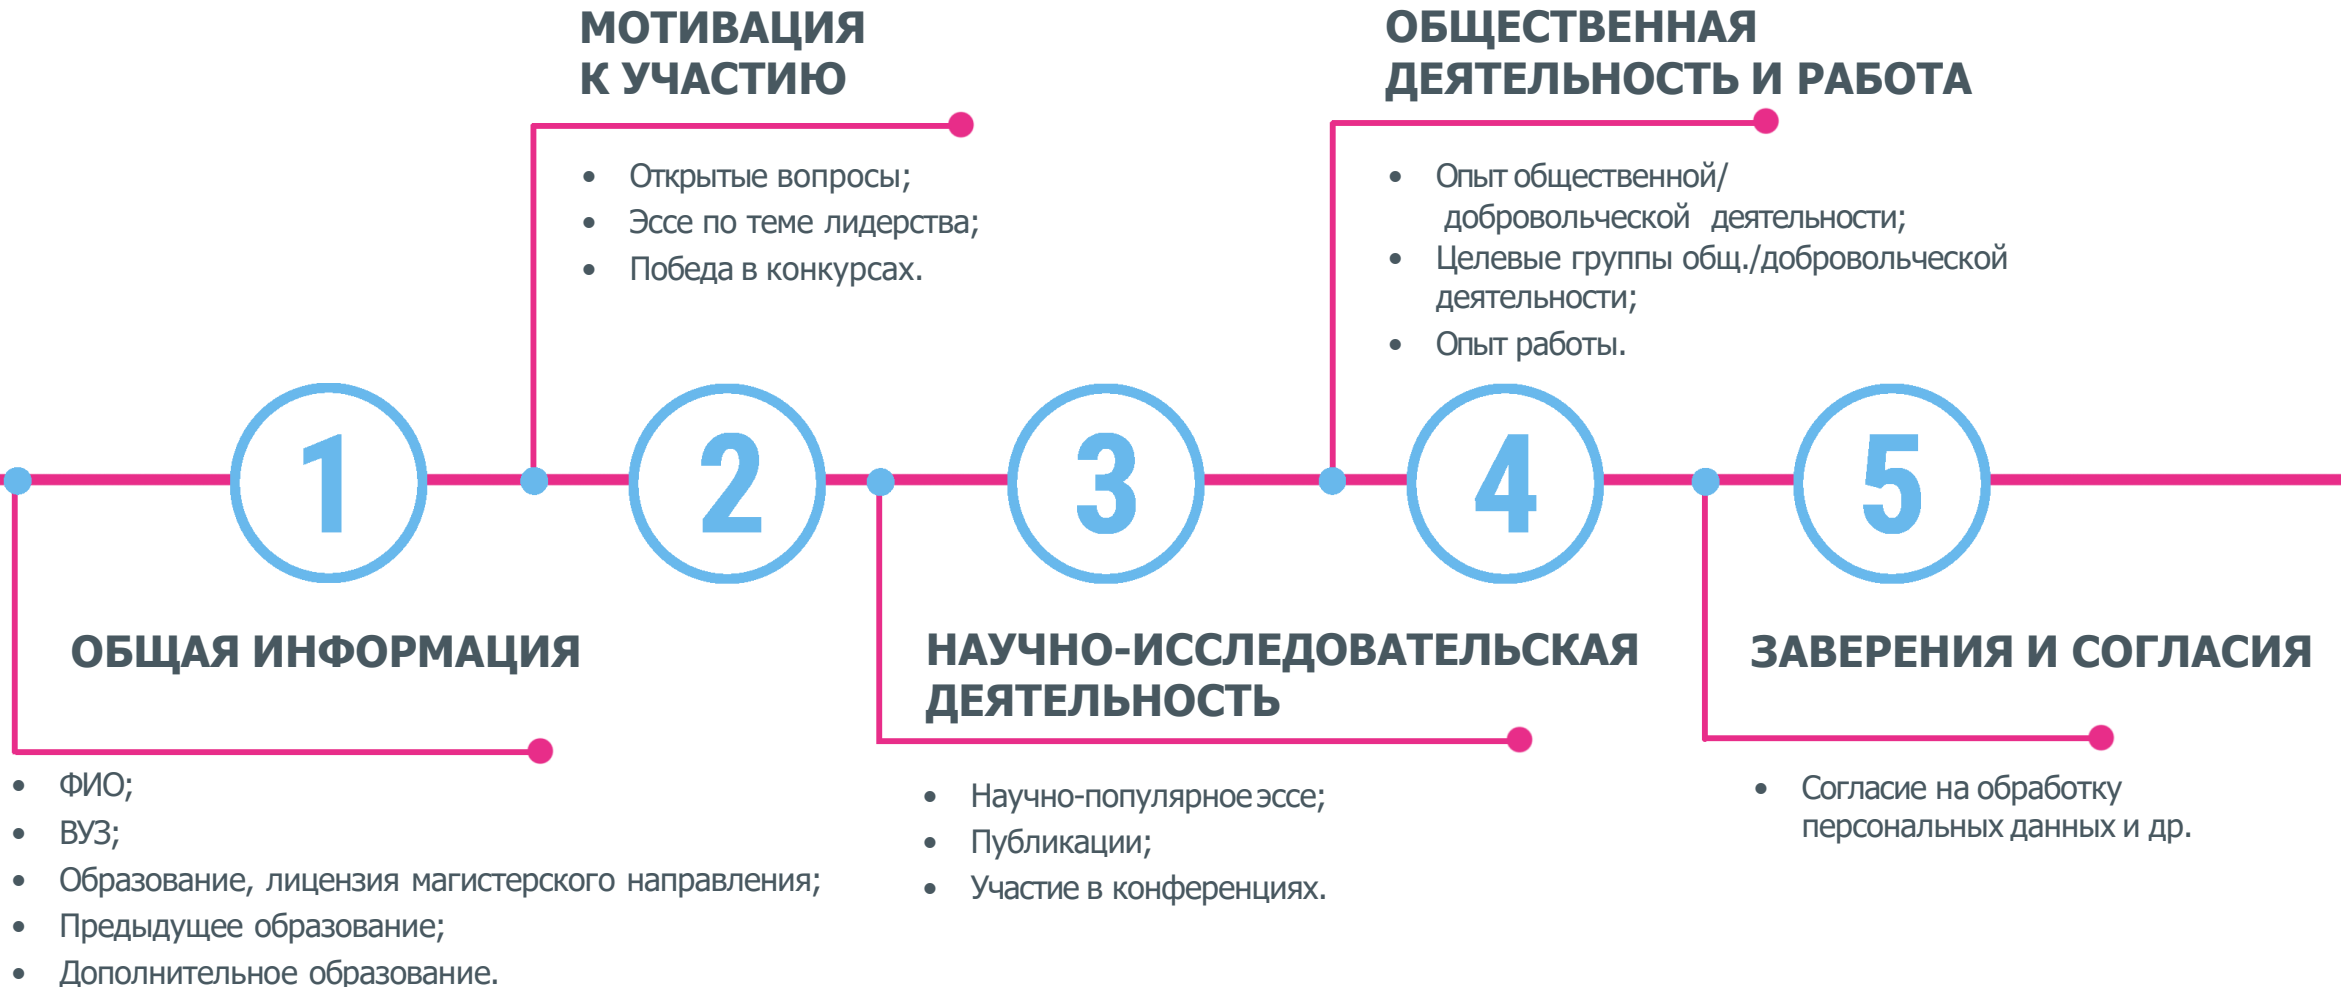 МОТИВАЦИЯ
К УЧАСТИЮ
• Открытые вопросы;
• Эссе по теме лидерства;
• Победа в конкурсах.
ОБЩЕСТВЕННАЯ
ДЕЯТЕЛЬНОСТЬ И РАБОТА
• Опыт общественной/
добровольческой деятельности;
• Целевые группы общ./добровольческой
деятельности;
• Опыт работы.
1
2
3
4
5
ОБЩАЯ ИНФОРМАЦИЯ
• ФИО;
• ВУЗ;
• Образование, лицензия магистерского направления;
• Предыдущее образование;
• Дополнительное образование.
НАУЧНО-ИССЛЕДОВАТЕЛЬСКАЯ
ДЕЯТЕЛЬНОСТЬ
• Научно-популярное эссе;
• Публикации;
• Участие в конференциях.
ЗАВЕРЕНИЯ И СОГЛАСИЯ
• Согласие на обработку
персональных данных и др.